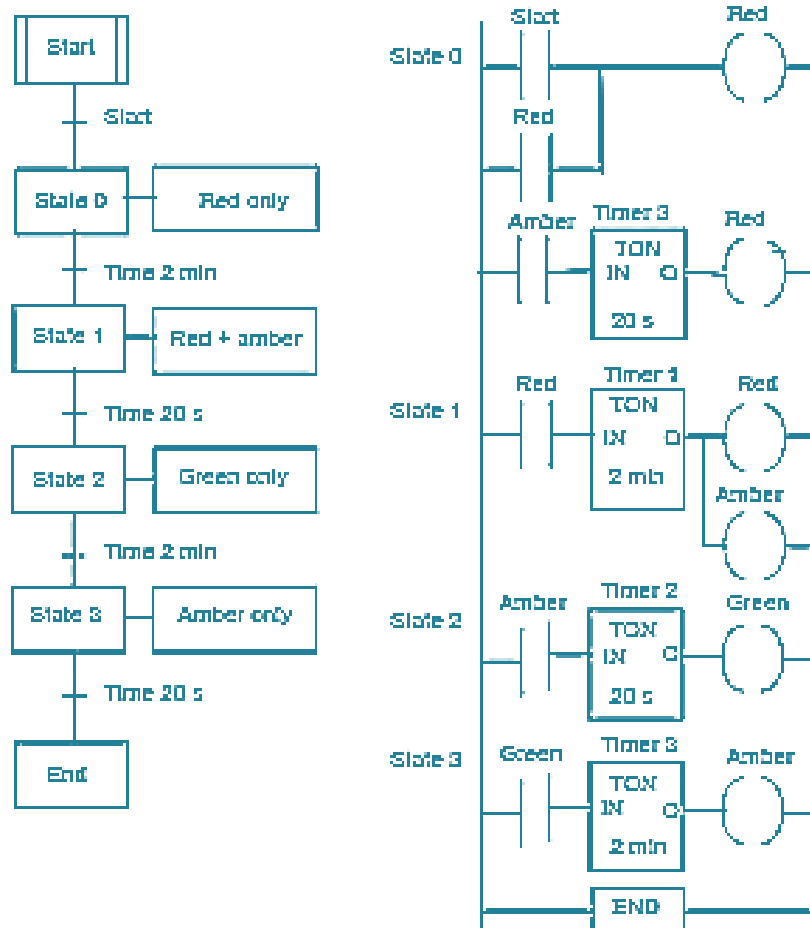 Start
Start
State 0
Red only
Time 2 min
State 1
Red + amber
Time 20 s
State 2
Green only
Time 2 min
State 3
Amber only
Time 20 s
End
State 0
Start
Red
Red
Amber
Timer 3
TON
IN Q
20 s
Red
State 1
Red
Timer 1
TON
IN Q
2 min
Red
Amber
State 2
Amber
Timer 2
TON
IN Q
20 s
Green
State 3
Green
Timer 3
TON
IN Q
2 min
Amber
END